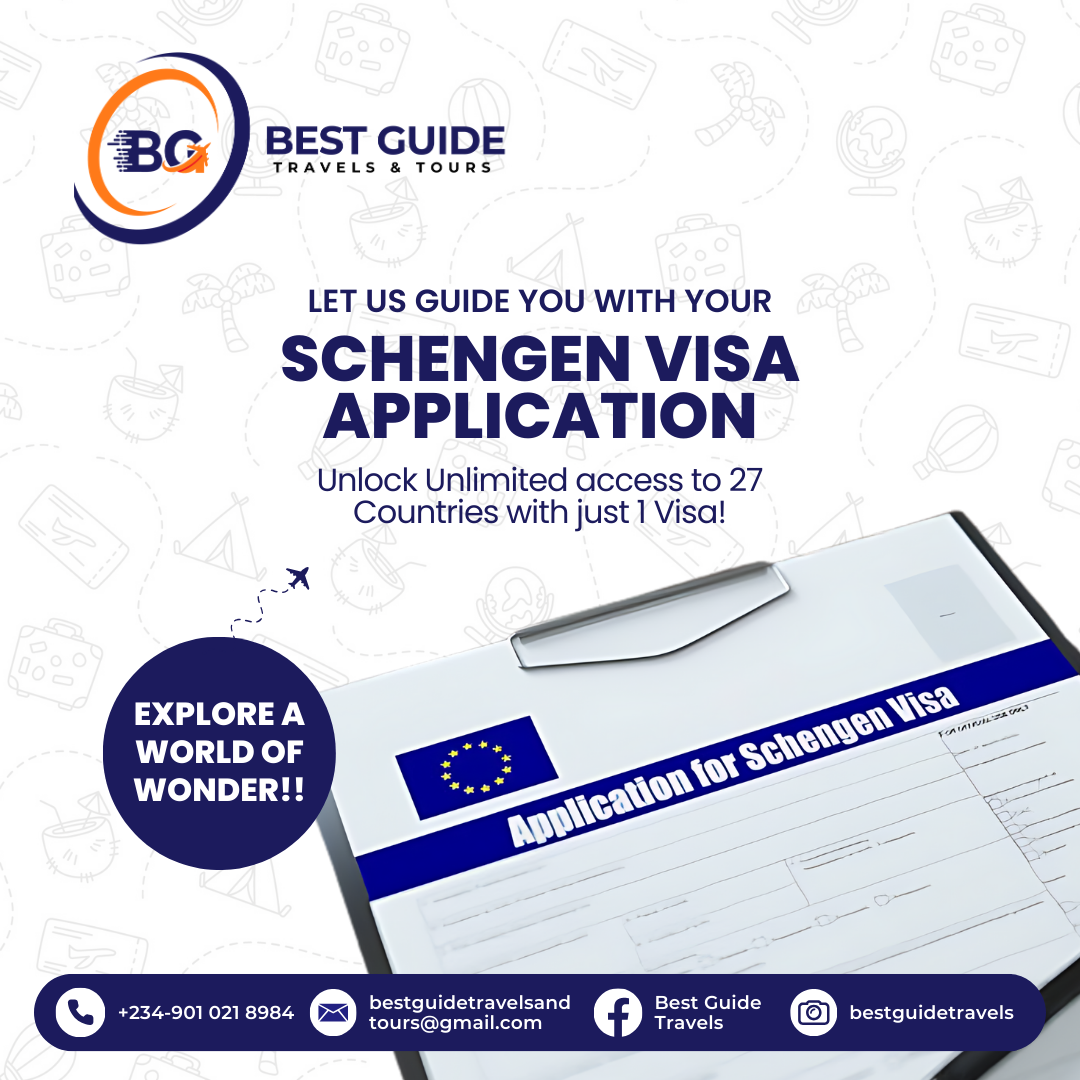 BG
BEST GUIDE
TRAVELS & TOURS
LET US GUIDE YOU WITH YOUR
SCHENGEN VISA
APPLICATION
Unlock Unlimited access to 27
Countries with just 1 Visa!
EXPLORE A
WORLD OF
WONDER!!
Application for Schengen Visa
+234-901 021 8984
bestguidetravelsand
tours@gmail.com
Best Guide
Travels
bestguidetravels